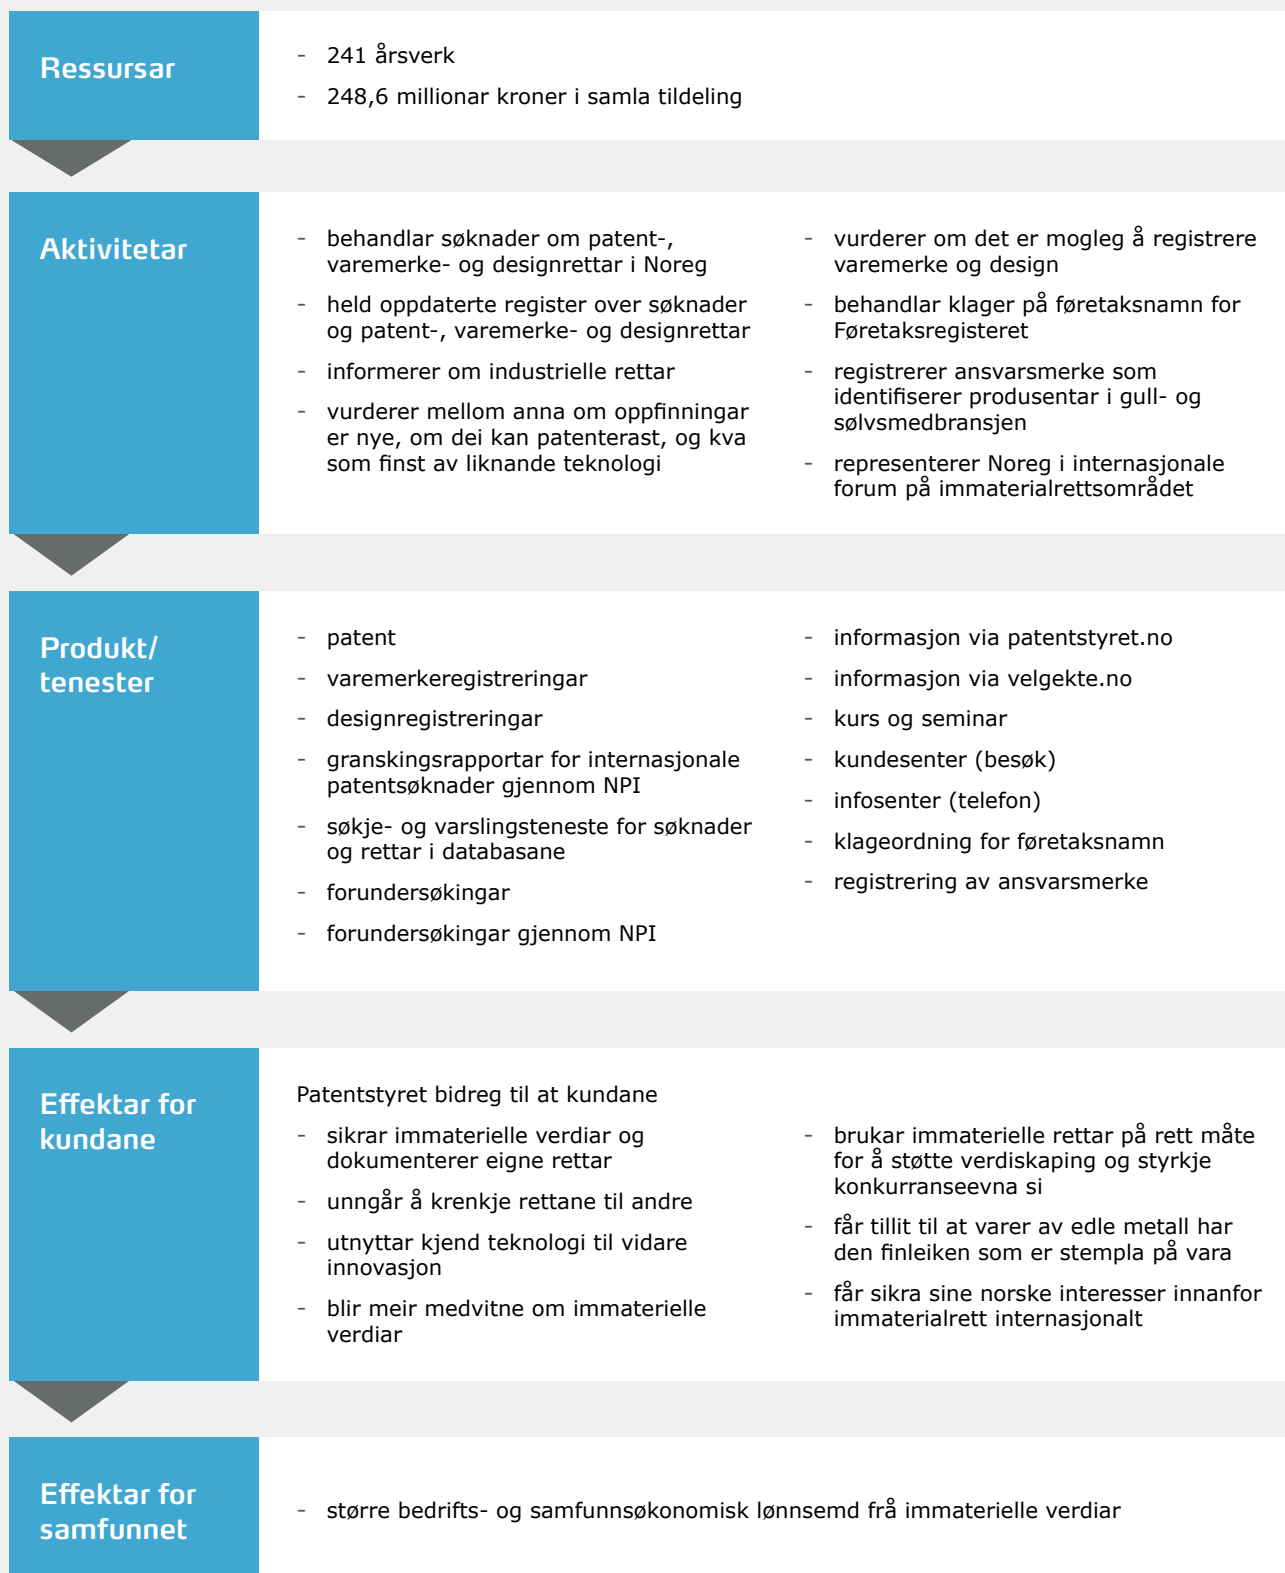 Ressursar
- 241 årsverk
- 248,6 millionar kroner i samla tildeling
Aktivitetar
- behandlar søknader om patent-,
varemerke- og designrettar i Noreg
- held oppdaterte register over søknader
og patent-, varemerke- og designrettar
- informerer om industrielle rettar
- vurderer mellom anna om oppfinningar
er nye, om dei kan patenterast, og kva
som finst av liknande teknologi
- vurderer om det er mogleg å registrere
varemerke og design
- behandlar klager på føretaksnamn for
Føretaksregisteret
- registrerer ansvarsmerke som
identifiserer produsentar i gull- og
sølvsmedbransjen
- representerer Noreg i internasjonale
forum på immaterialrettsområdet
Produkt/
tenester
- patent
- varemerkeregistreringar
- designregistreringar
- granskingsrapportar for internasjonale
patentsøknader gjennom NPI
- søkje- og varslingsteneste for søknader
og rettar i databasane
- forundersøkingar
- forundersøkingar gjennom NPI
- informasjon via patentstyret.no
- informasjon via velgekte.no
- kurs og seminar
- kundesenter (besøk)
- infosenter (telefon)
- klageordning for føretaksnamn
- registrering av ansvarsmerke
Effektar for
kundane
Patentstyret bidreg til at kundane
- sikrar immaterielle verdiar og
dokumenterer eigne rettar
- unngår å krenkje rettane til andre
- utnyttar kjend teknologi til vidare
innovasjon
- blir meir medvitne om immaterielle
verdiar
- brukar immaterielle rettar på rett måte
for å støtte verdiskaping og styrkje
konkurranseevna si
- får tillit til at varer av edle metall har
den finleiken som er stempla på vara
- får sikra sine norske interesser innanfor
immaterialrett internasjonalt
Effektar for
samfunnet
- større bedrifts- og samfunnsøkonomisk lønnsemd frå immaterielle verdiar